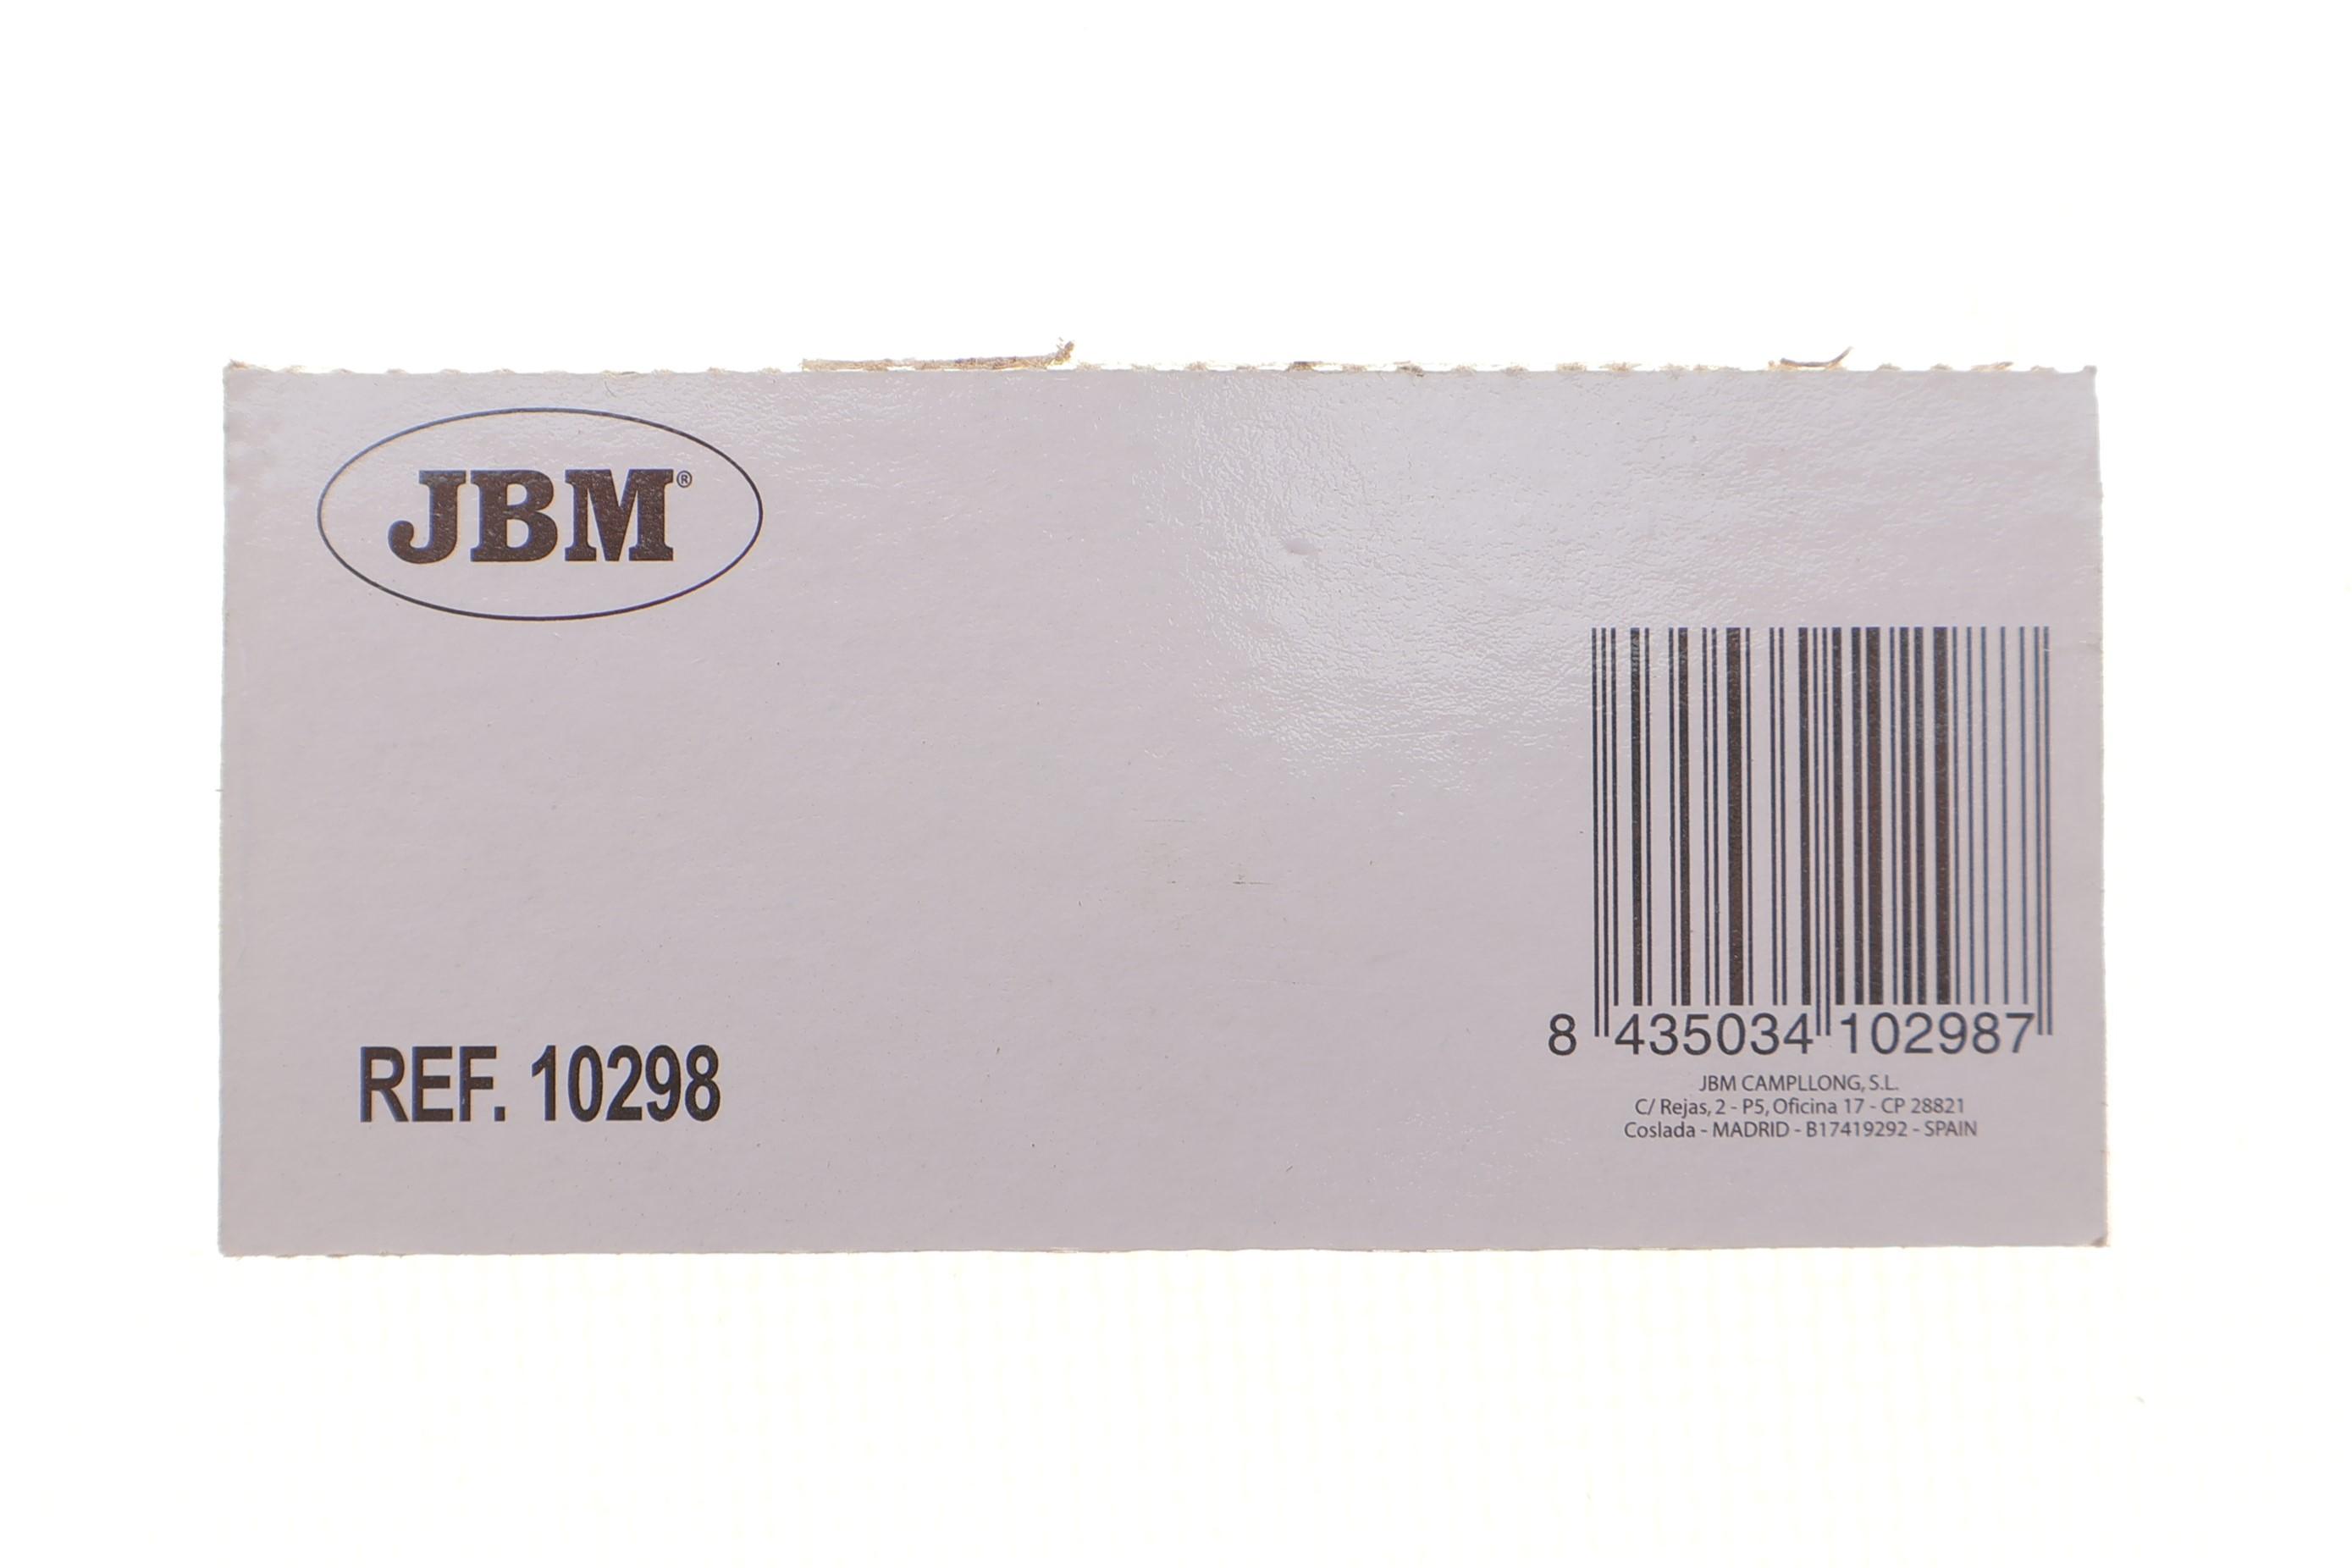 JBM®
REF. 10298
8 435034 102987
JBM CAMPLLONG, S.L.
C/ Rejas, 2 - P5, Oficina 17 - CP 28821
Coslada - MADRID - B17419292 - SPAIN